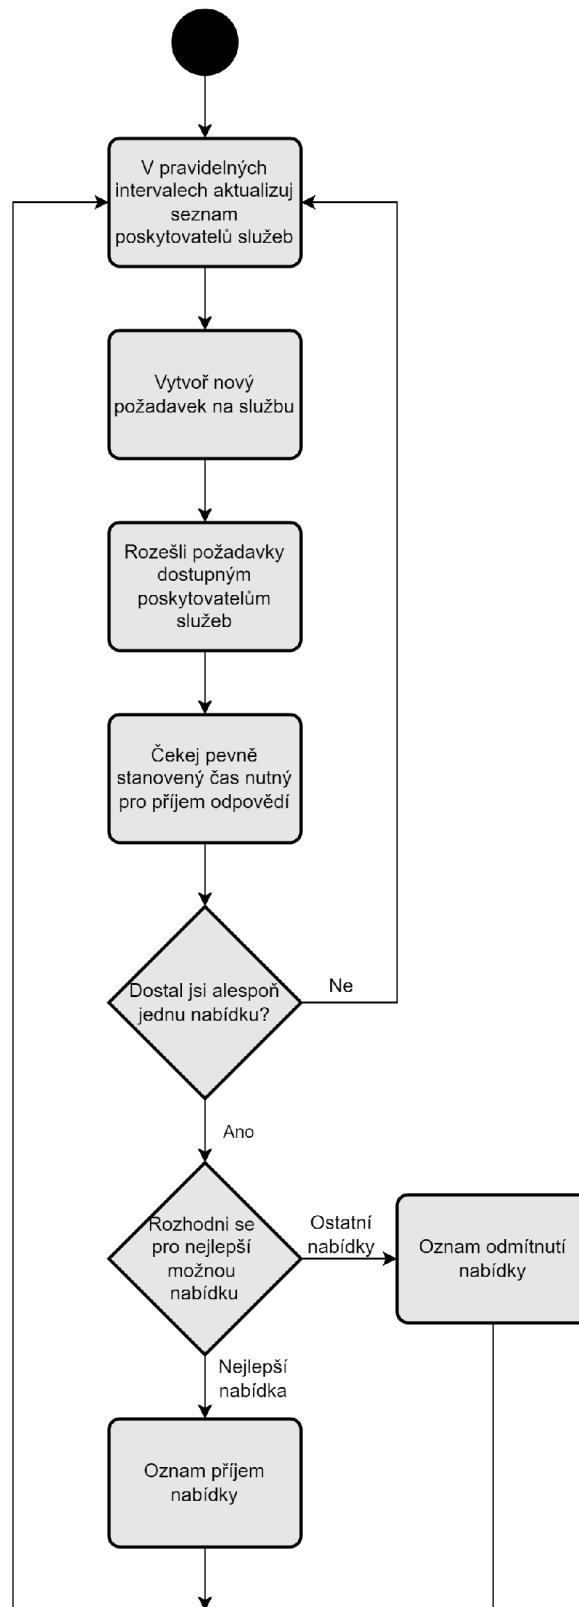 V pravidelných
intervalech aktualizuj
seznam
poskytovatelů služeb
Vytvoř nový
požadavek na službu
Rozešli požadavky
dostupným
poskytovatelům
služeb
Čekej pevně
stanovený čas nutný
pro příjem odpovědí
Dostal jsi alespoň
jednu nabídku?
Ne
Ano
Rozhodni se
pro nejlepší
možnou
nabídku
Ostatní
nabídky
Oznam odmítnutí
nabídky
Nejlepší
nabídka
Oznam příjem
nabídky